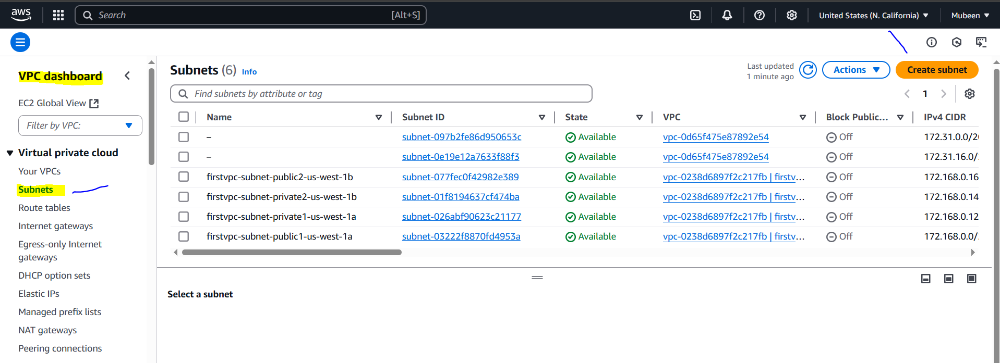 aws
Search [Alt+S]
United States (N. California)
Mubeen
VPC dashboard
EC2 Global View
Filter by VPC:
Virtual private cloud
Your VPCs
Subnets
Route tables
Internet gateways
Egress-only Internet
gateways
DHCP option sets
Elastic IPs
Managed prefix lists
NAT gateways
Peering connections
Subnets (6) Info
Last updated
1 minute ago
Actions
Create subnet
Find subnets by attribute or tag
1
Name Subnet ID State VPC Block Public... IPv4 CIDR
– subnet-097b2fe86d950653c Available vpc-0d65f475e87892e54 Off 172.31.0.0/20
– subnet-0e19e12a7633f88f3 Available vpc-0d65f475e87892e54 Off 172.31.16.0/
firstvpc-subnet-public2-us-west-1b subnet-077fec0f42982e389 Available vpc-0238d6897f2c217fb | firstv... Off 172.168.0.16
firstvpc-subnet-private2-us-west-1b subnet-01f8194637cf474ba Available vpc-0238d6897f2c217fb | firstv... Off 172.168.0.14
firstvpc-subnet-private1-us-west-1a subnet-026abf90623c21177 Available vpc-0238d6897f2c217fb | firstv... Off 172.168.0.12
firstvpc-subnet-public1-us-west-1a subnet-03222f8870fd4953a Available vpc-0238d6897f2c217fb | firstv... Off 172.168.0.0/
Select a subnet